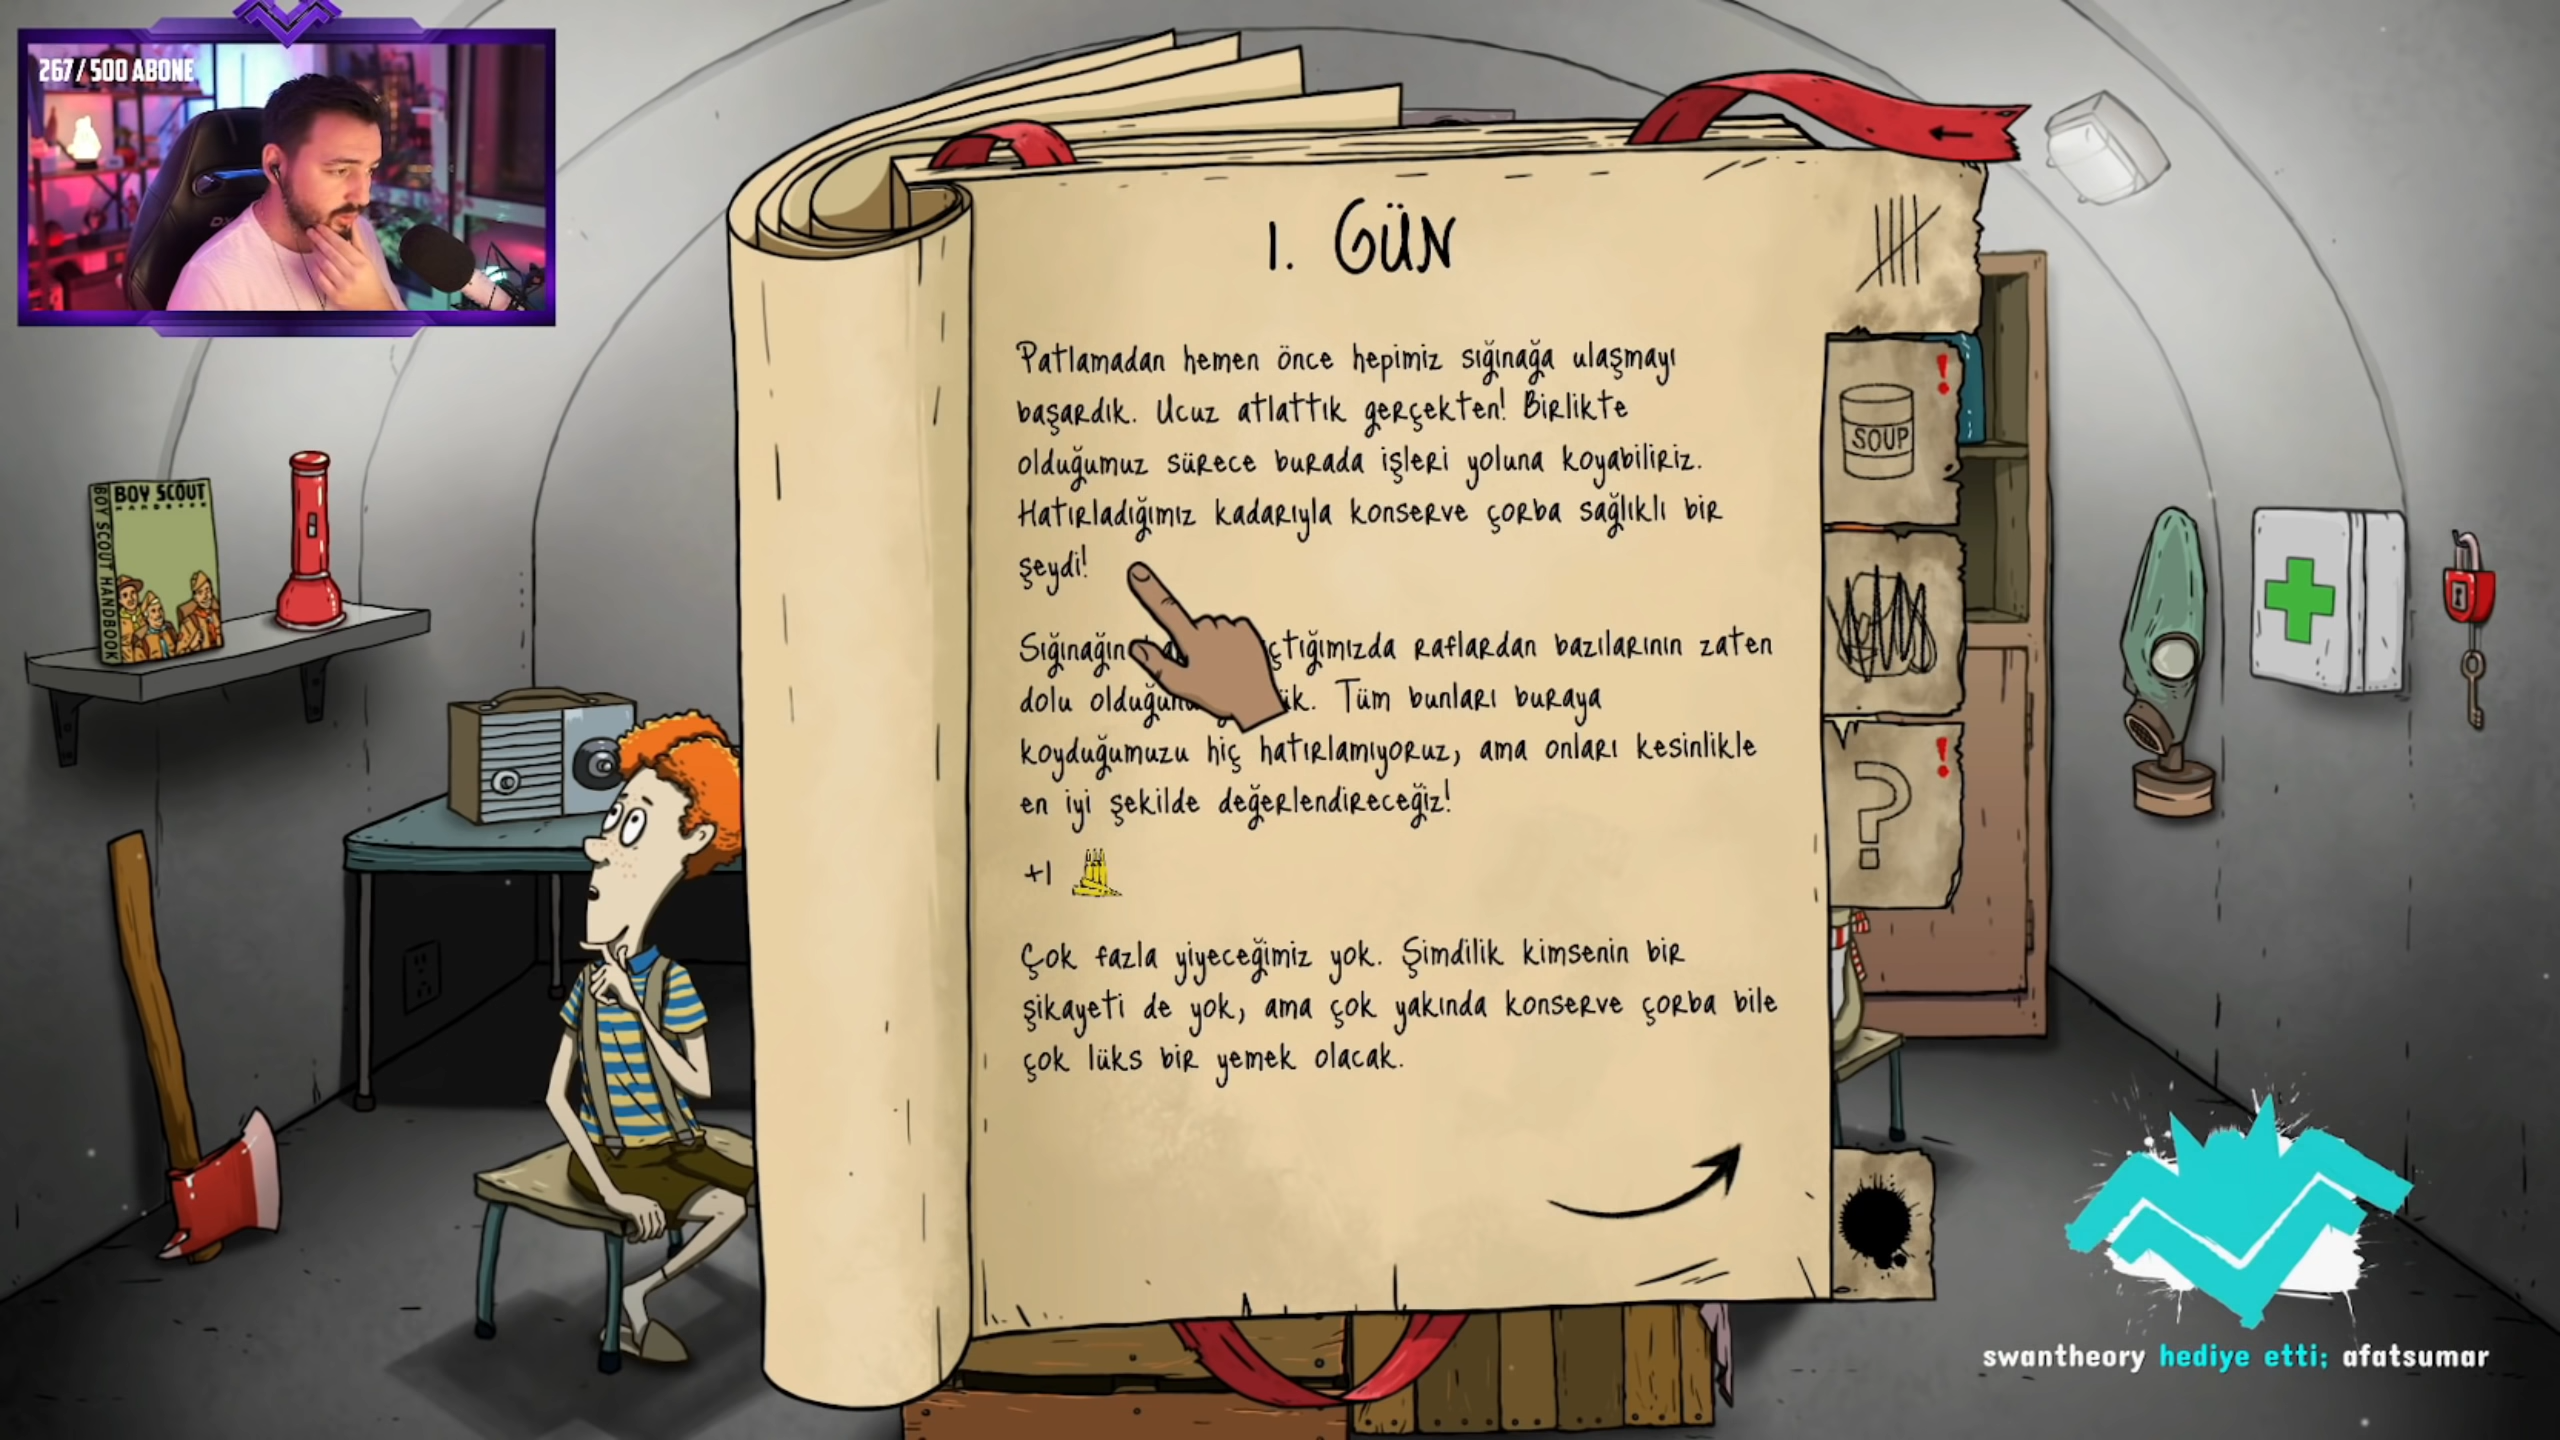 267 / 500 ABONE
1. GÜN
Patlamadan hemen önce hepimiz sığınağa ulaşmayı
başardık. Ucuz atlattık gerçekten! Birlikte
olduğumuz sürece burada işleri yoluna koyabiliriz.
Hatırladığımız kadarıyla konserve çorba sağlıklı bir
şeydi!
dolu Tüm bunları buraya
raflardan bazılarının zaten
koyduğumuzu hiç hatırlamıyoruz, ama onları kesinlikle
en iyi şekilde değerlendireceğiz!
+1
Çok fazla yiyeceğimiz yok. Şimdilik kimsenin bir
şikayeti de yok, ama çok yakında konserve çorba bile
çok lüks bir yemek olacak.
SOUP
!
?
!
BOY SCOUT
HANDBOOK
BOY SCOUT HANDBOOK
swantheory hediye etti; afatsumar